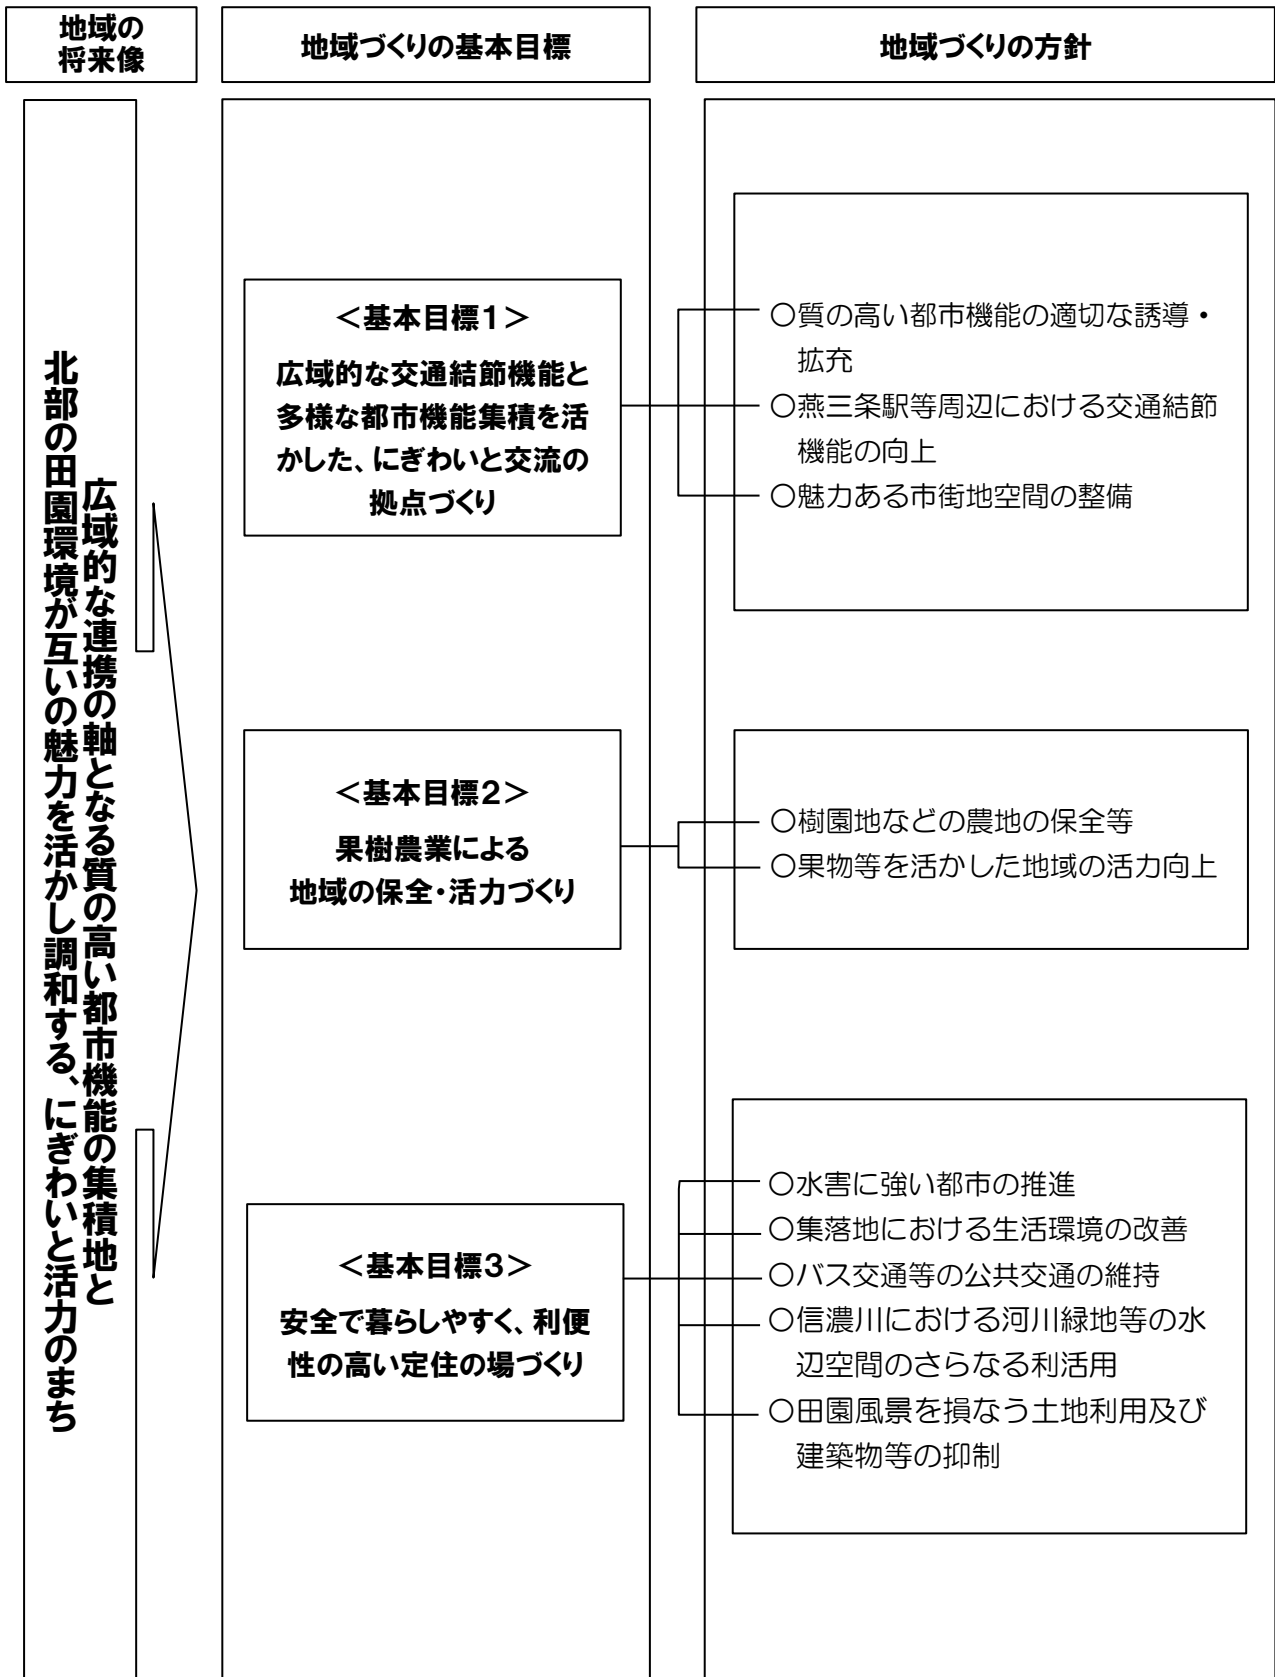 地域の
将来像
地域づくりの基本目標
地域づくりの方針
広域的な連携の軸となる質の高い都市機能の集積地と
北部の田園環境が互いの魅力を活かし調和する、にぎわいと活力のまち
＜基本目標1＞
広域的な交通結節機能と
多様な都市機能集積を活
かした、にぎわいと交流の
拠点づくり
○質の高い都市機能の適切な誘導・
拡充
○燕三条駅等周辺における交通結節
機能の向上
○魅力ある市街地空間の整備
＜基本目標2＞
果樹農業による
地域の保全・活力づくり
○樹園地などの農地の保全等
○果物等を活かした地域の活力向上
＜基本目標3＞
安全で暮らしやすく、利便
性の高い定住の場づくり
○水害に強い都市の推進
○集落地における生活環境の改善
○バス交通等の公共交通の維持
○信濃川における河川緑地等の水
辺空間のさらなる利活用
○田園風景を損なう土地利用及び
建築物等の抑制